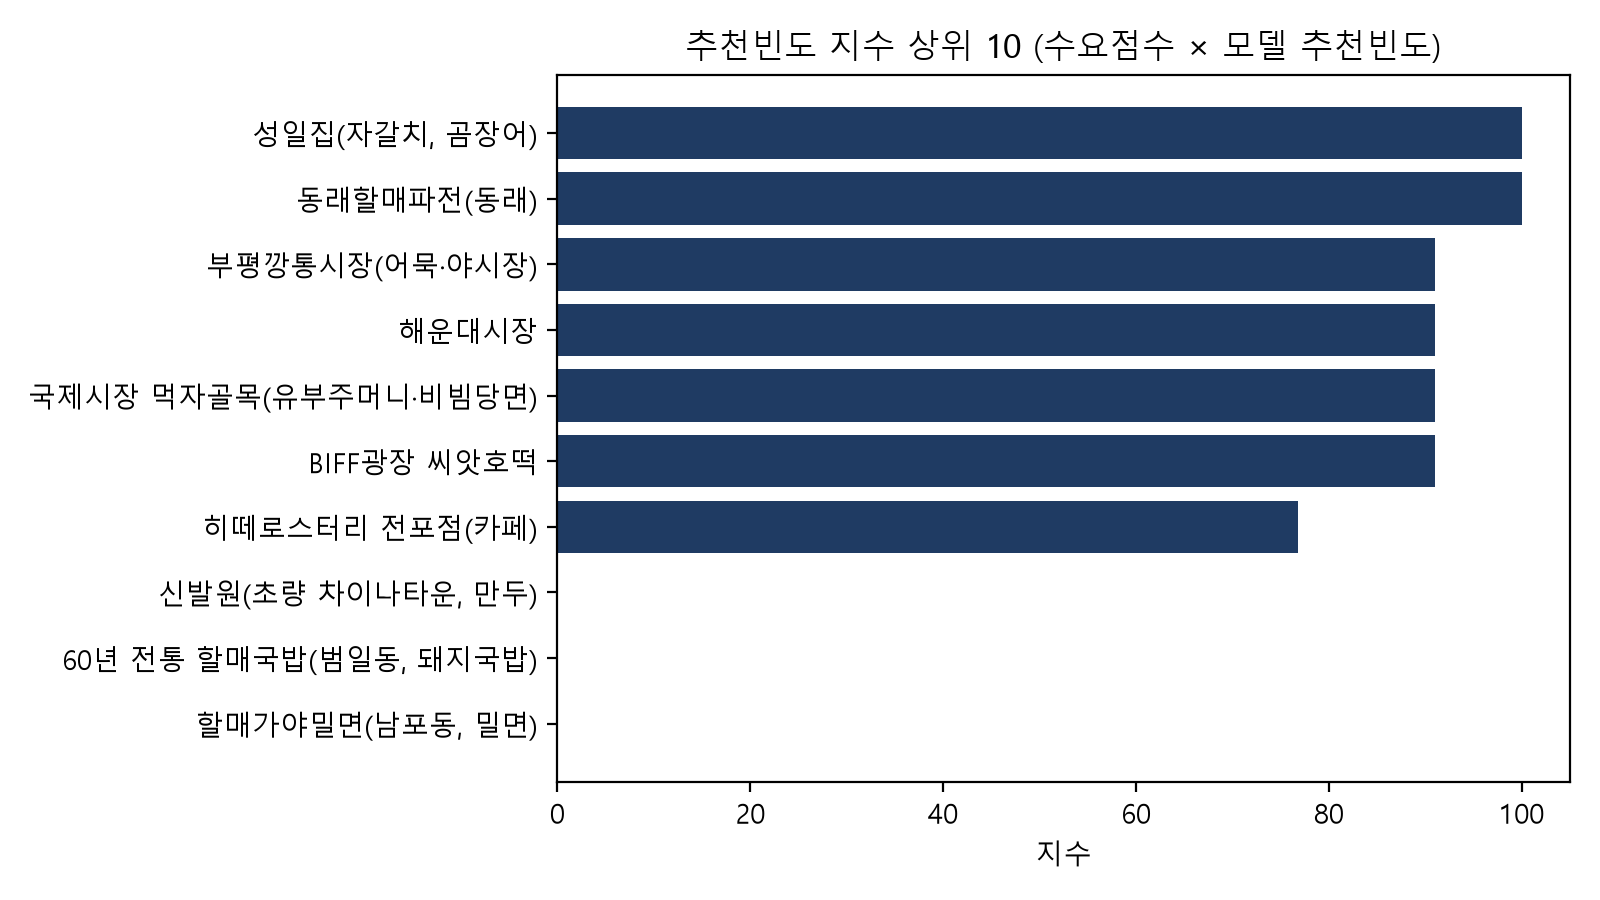 추천빈도 지수 상위 10 (수요점수 × 모델 추천빈도)
성일집(자갈치, 곰장어)
동래할매파전(동래)
부평깡통시장(어묵·야시장)
해운대시장
국제시장 먹자골목(유부주머니·비빔당면)
BIFF광장 씨앗호떡
히떼로스터리 전포점(카페)
신발원(초량 차이나타운, 만두)
60년 전통 할매국밥(범일동, 돼지국밥)
할매가야밀면(남포동, 밀면)
0 20 40 60 80 100
지수